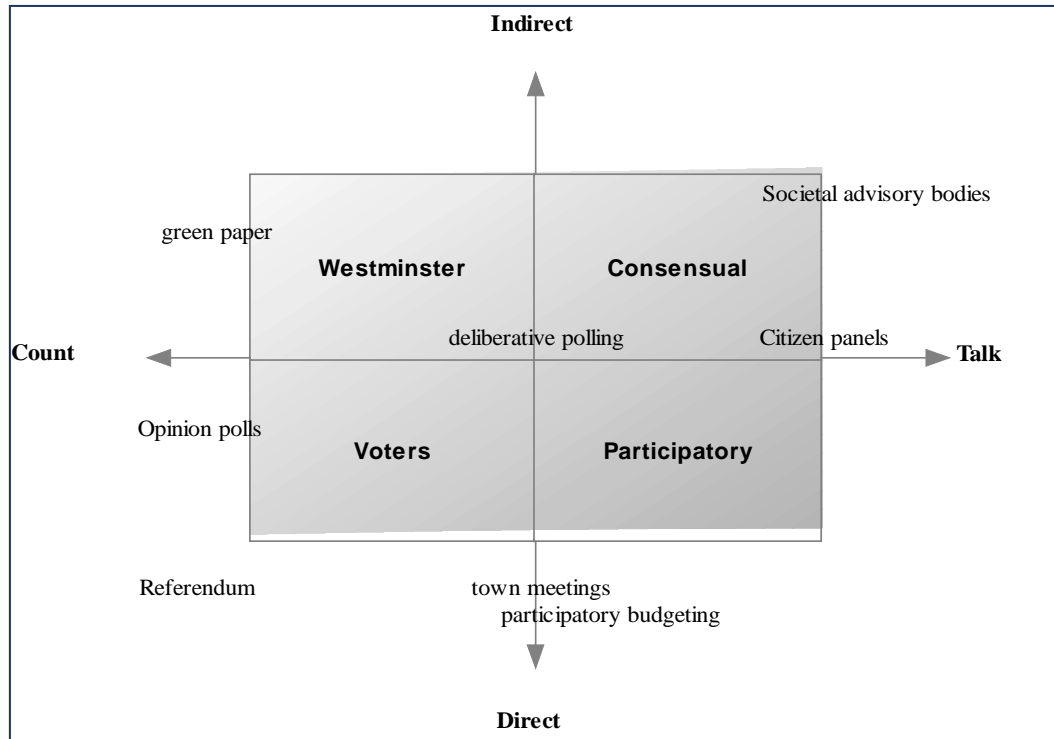 Indirect
Societal advisory bodies
green paper
Westminster
Consensual
deliberative polling
Citizen panels
Count
Talk
Opinion polls
Voters
Participatory
Referendum
town meetings
participatory budgeting
Direct